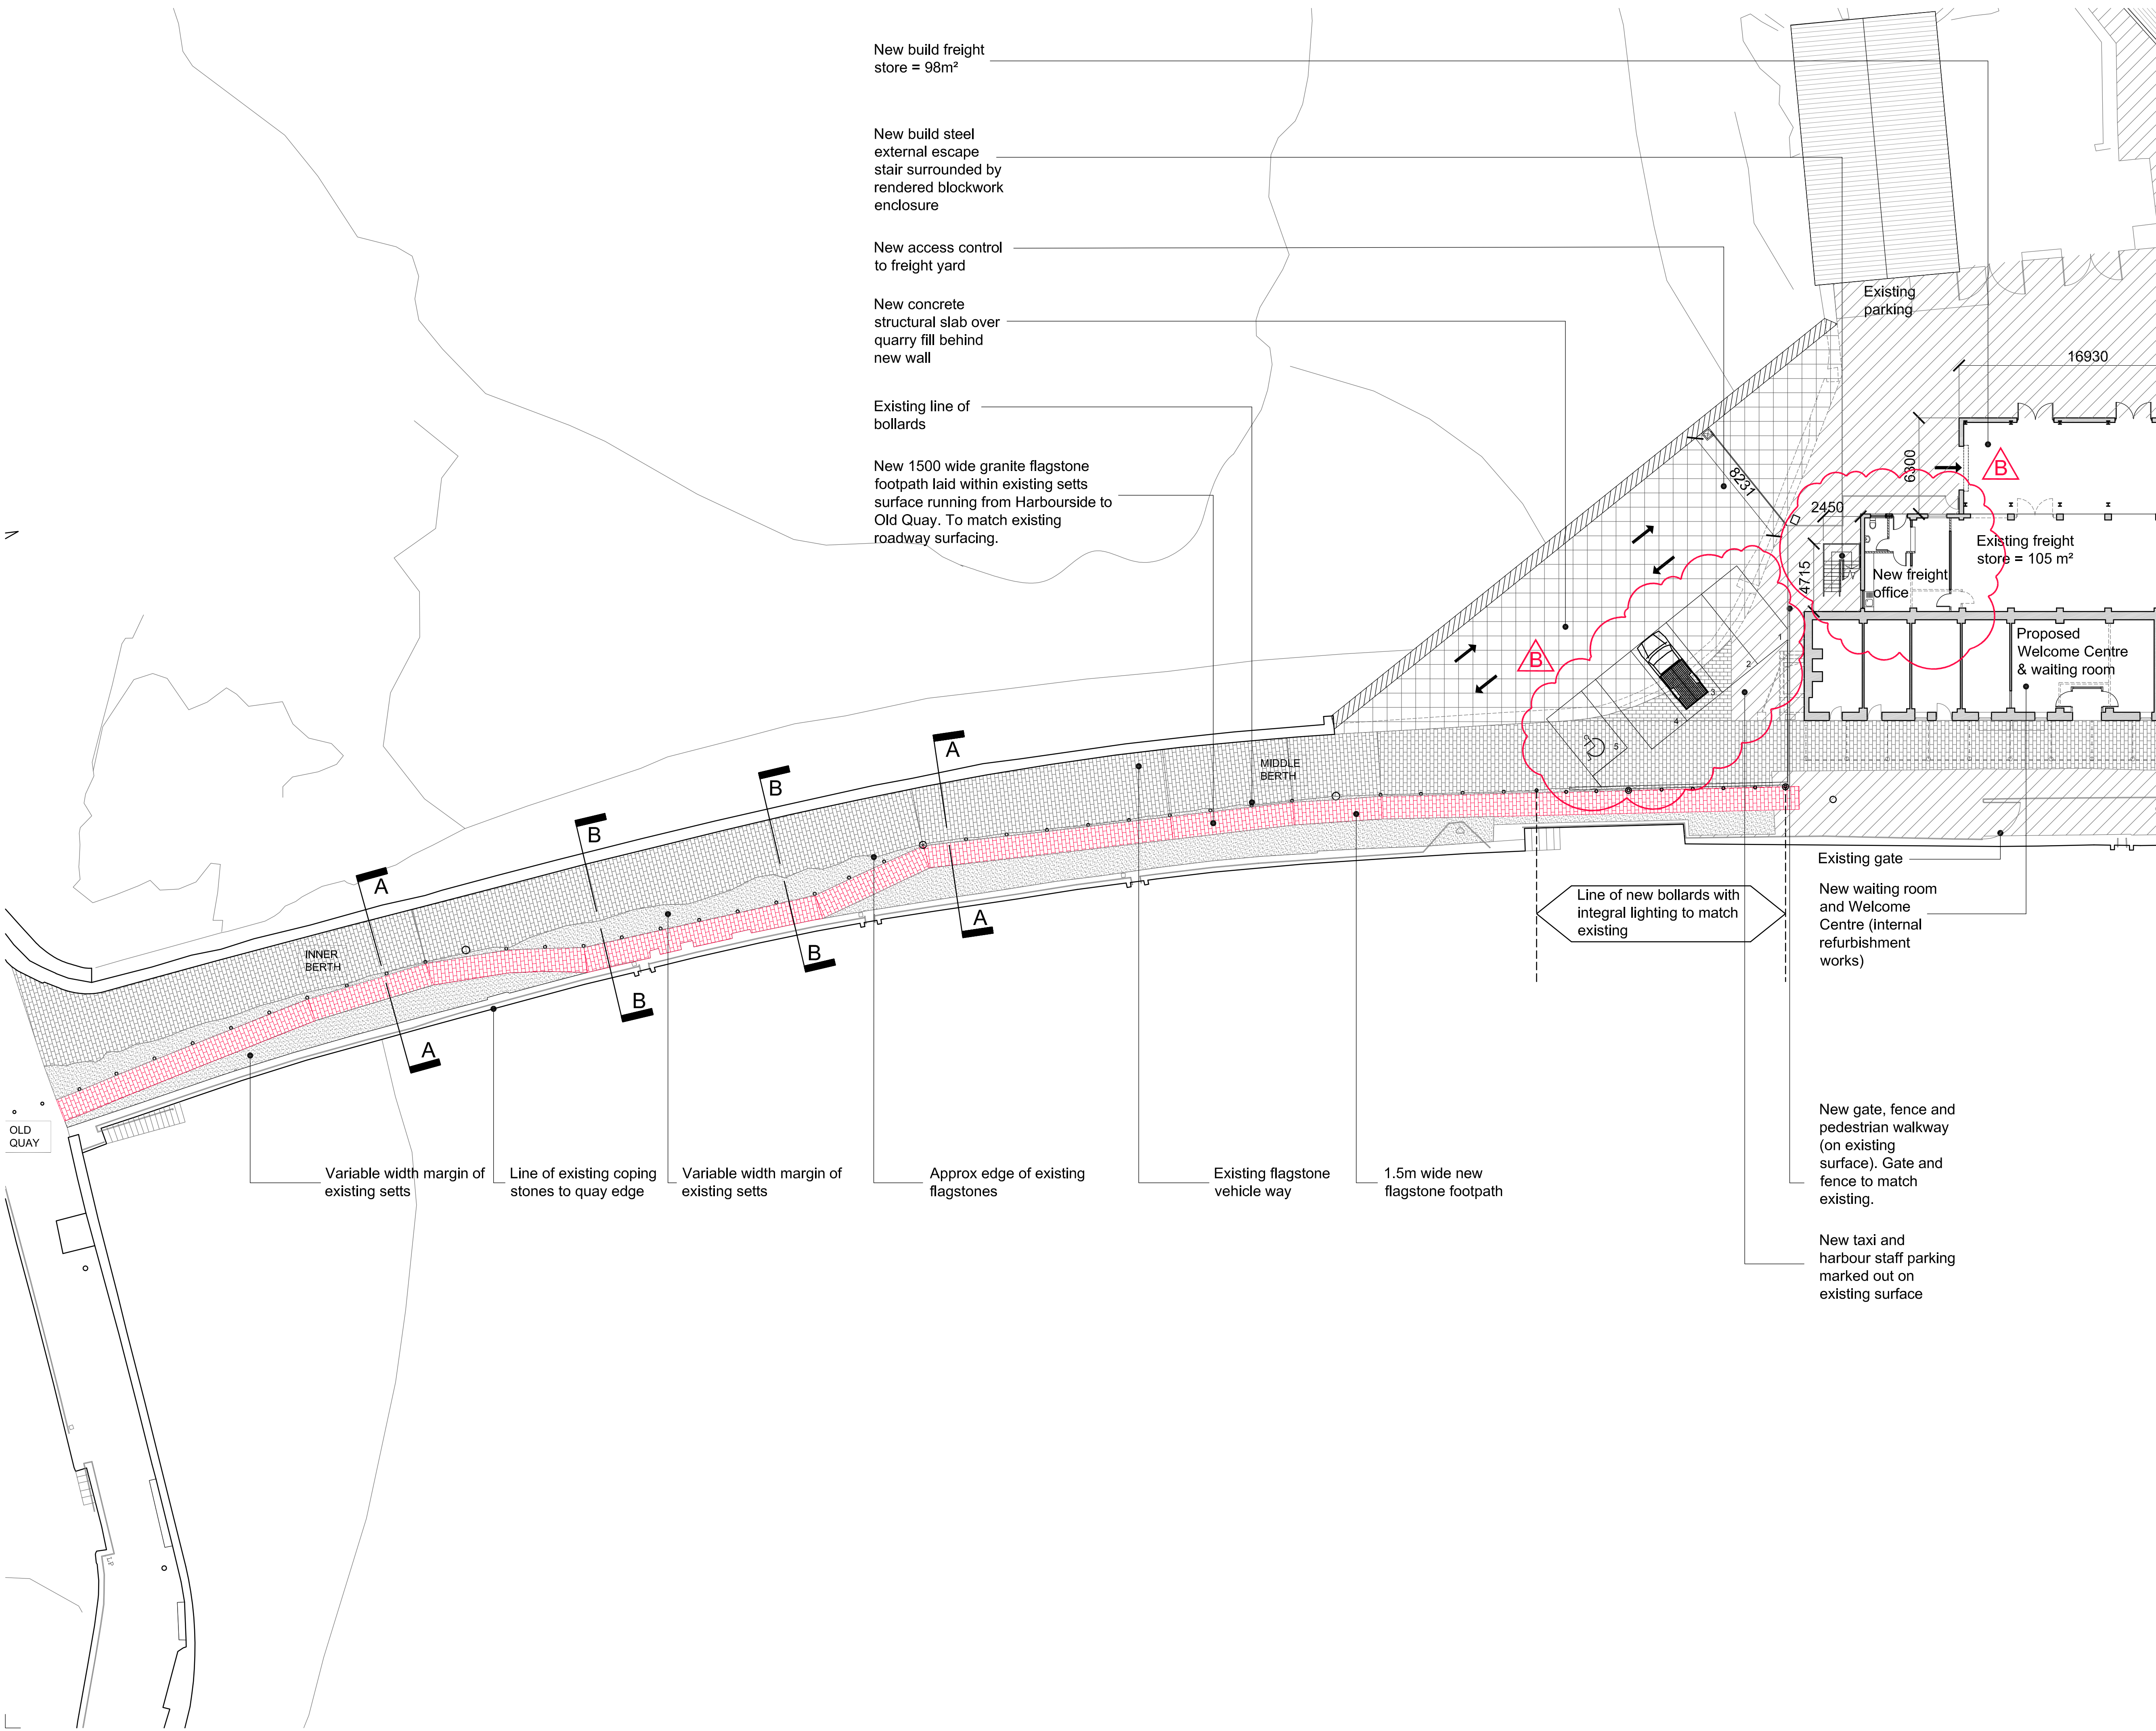 New build freight
store = 98m²
New build steel
external escape
stair surrounded by
rendered blockwork
enclosure
New access control
to freight yard
New concrete
structural slab over
quarry fill behind
new wall
Existing line of
bollards
New 1500 wide granite flagstone
footpath laid within existing setts
surface running from Harbourside to
Old Quay. To match existing
roadway surfacing.
Existing
parking
16930
6300
B
8231
2450
4715
Existing freight
store = 105 m²
New freight
office
Proposed
Welcome Centre
& waiting room
B
1
2
3
4
5
MIDDLE
BERTH
A
B
B
A
INNER
BERTH
A
B
B
A
Existing gate
New waiting room
and Welcome
Centre (internal
refurbishment
works)
Line of new bollards with
integral lighting to match
existing
OLD
QUAY
Variable width margin of
existing setts
Line of existing coping
stones to quay edge
Variable width margin of
existing setts
Approx edge of existing
flagstones
Existing flagstone
vehicle way
1.5m wide new
flagstone footpath
New gate, fence and
pedestrian walkway
(on existing
surface). Gate and
fence to match
existing.
New taxi and
harbour staff parking
marked out on
existing surface
LP